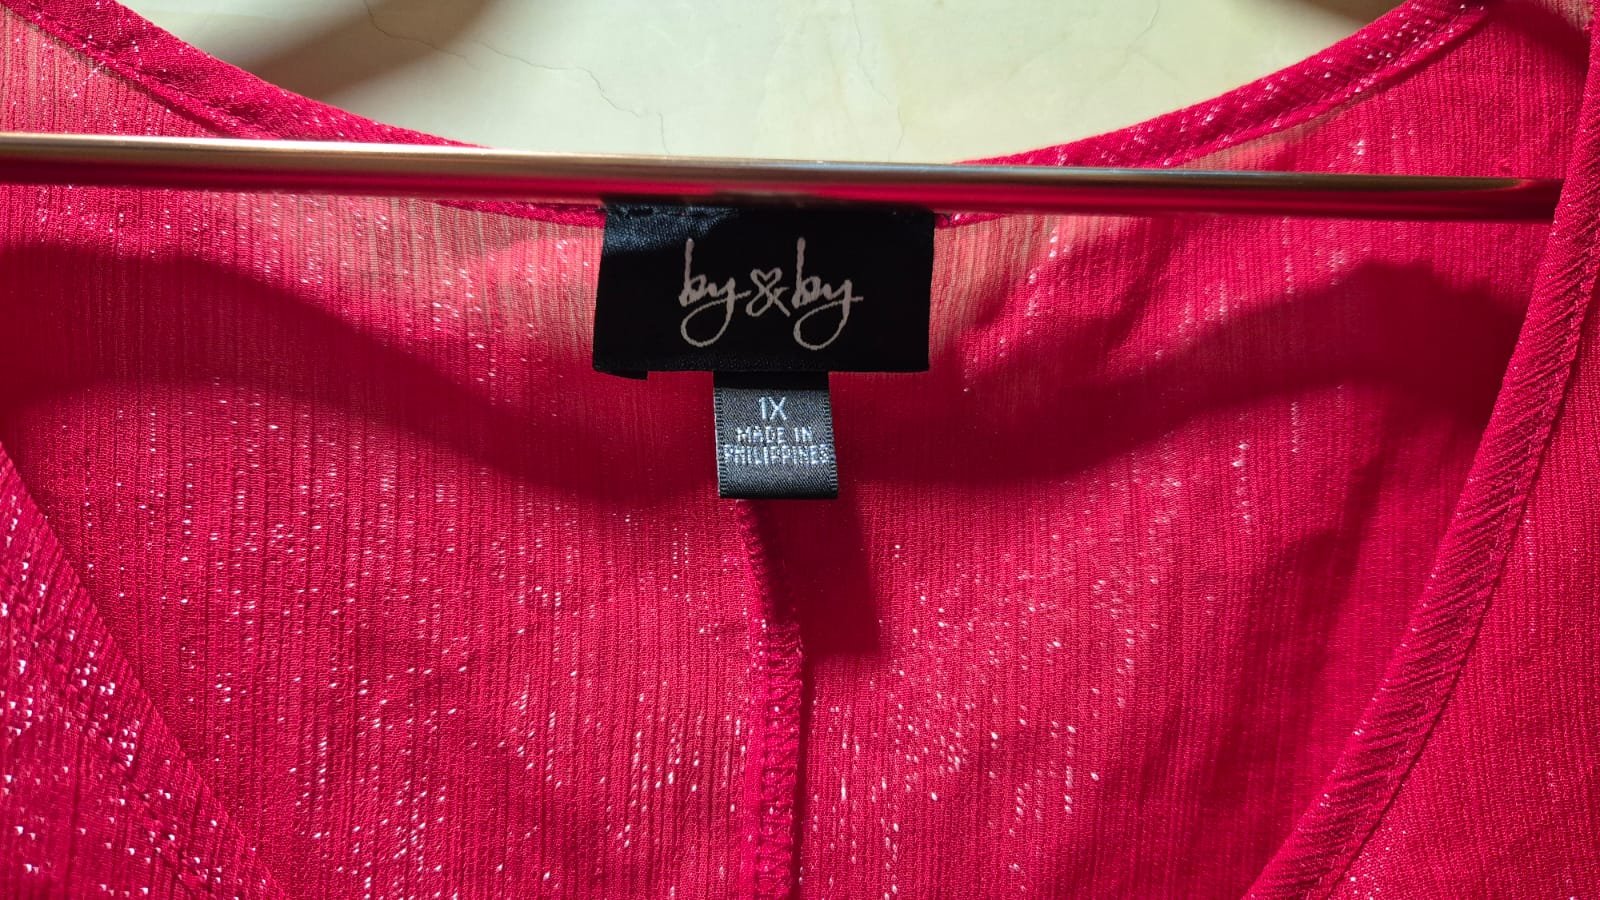 by & by
1X
MADE IN
PHILIPPINES